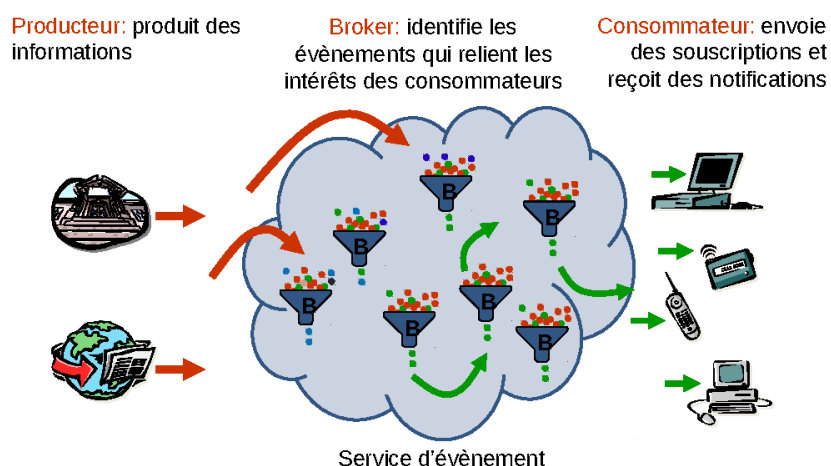 Producteur: produit des
informations
Broker: identifie les
évènements qui relient les
intérêts des consommateurs
Consommateur: envoie
des souscriptions et
reçoit des notifications
B
B
B
B
B
B
B
Service d'évènement